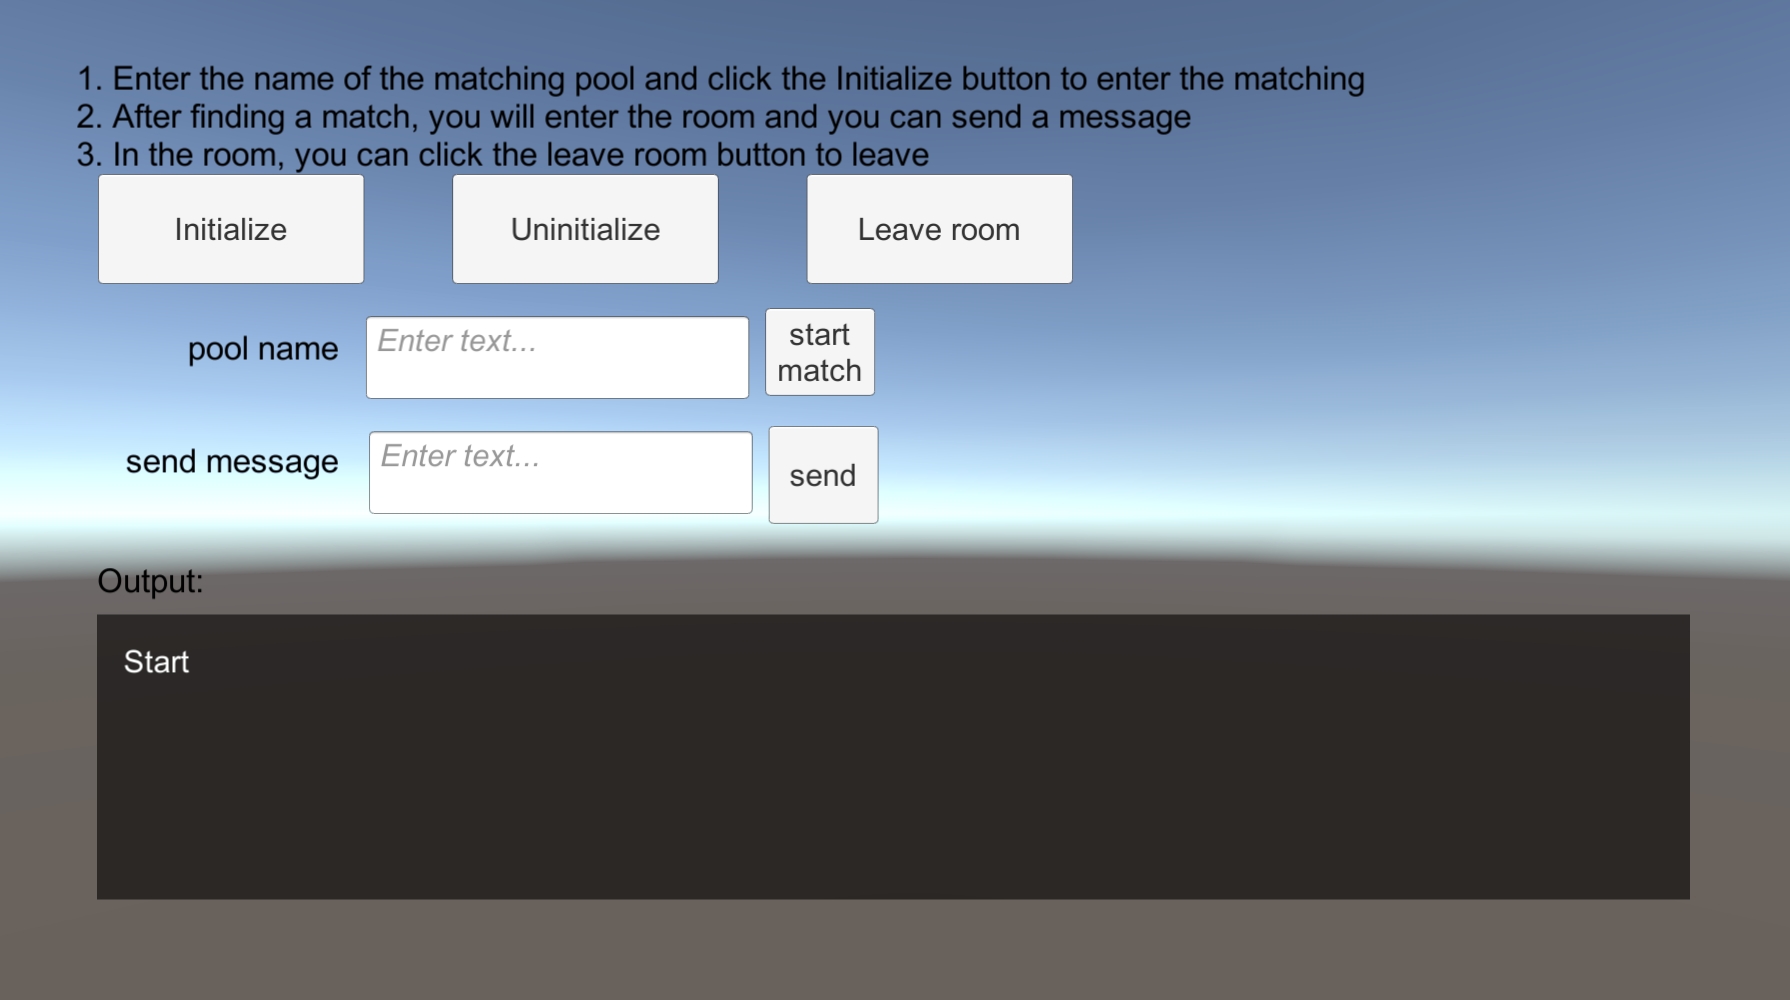 1. Enter the name of the matching pool and click the Initialize button to enter the matching
2. After finding a match, you will enter the room and you can send a message
3. In the room, you can click the leave room button to leave
Initialize
Uninitialize
Leave room
pool name
Enter text...
start
match
send message
Enter text...
send
Output:
Start